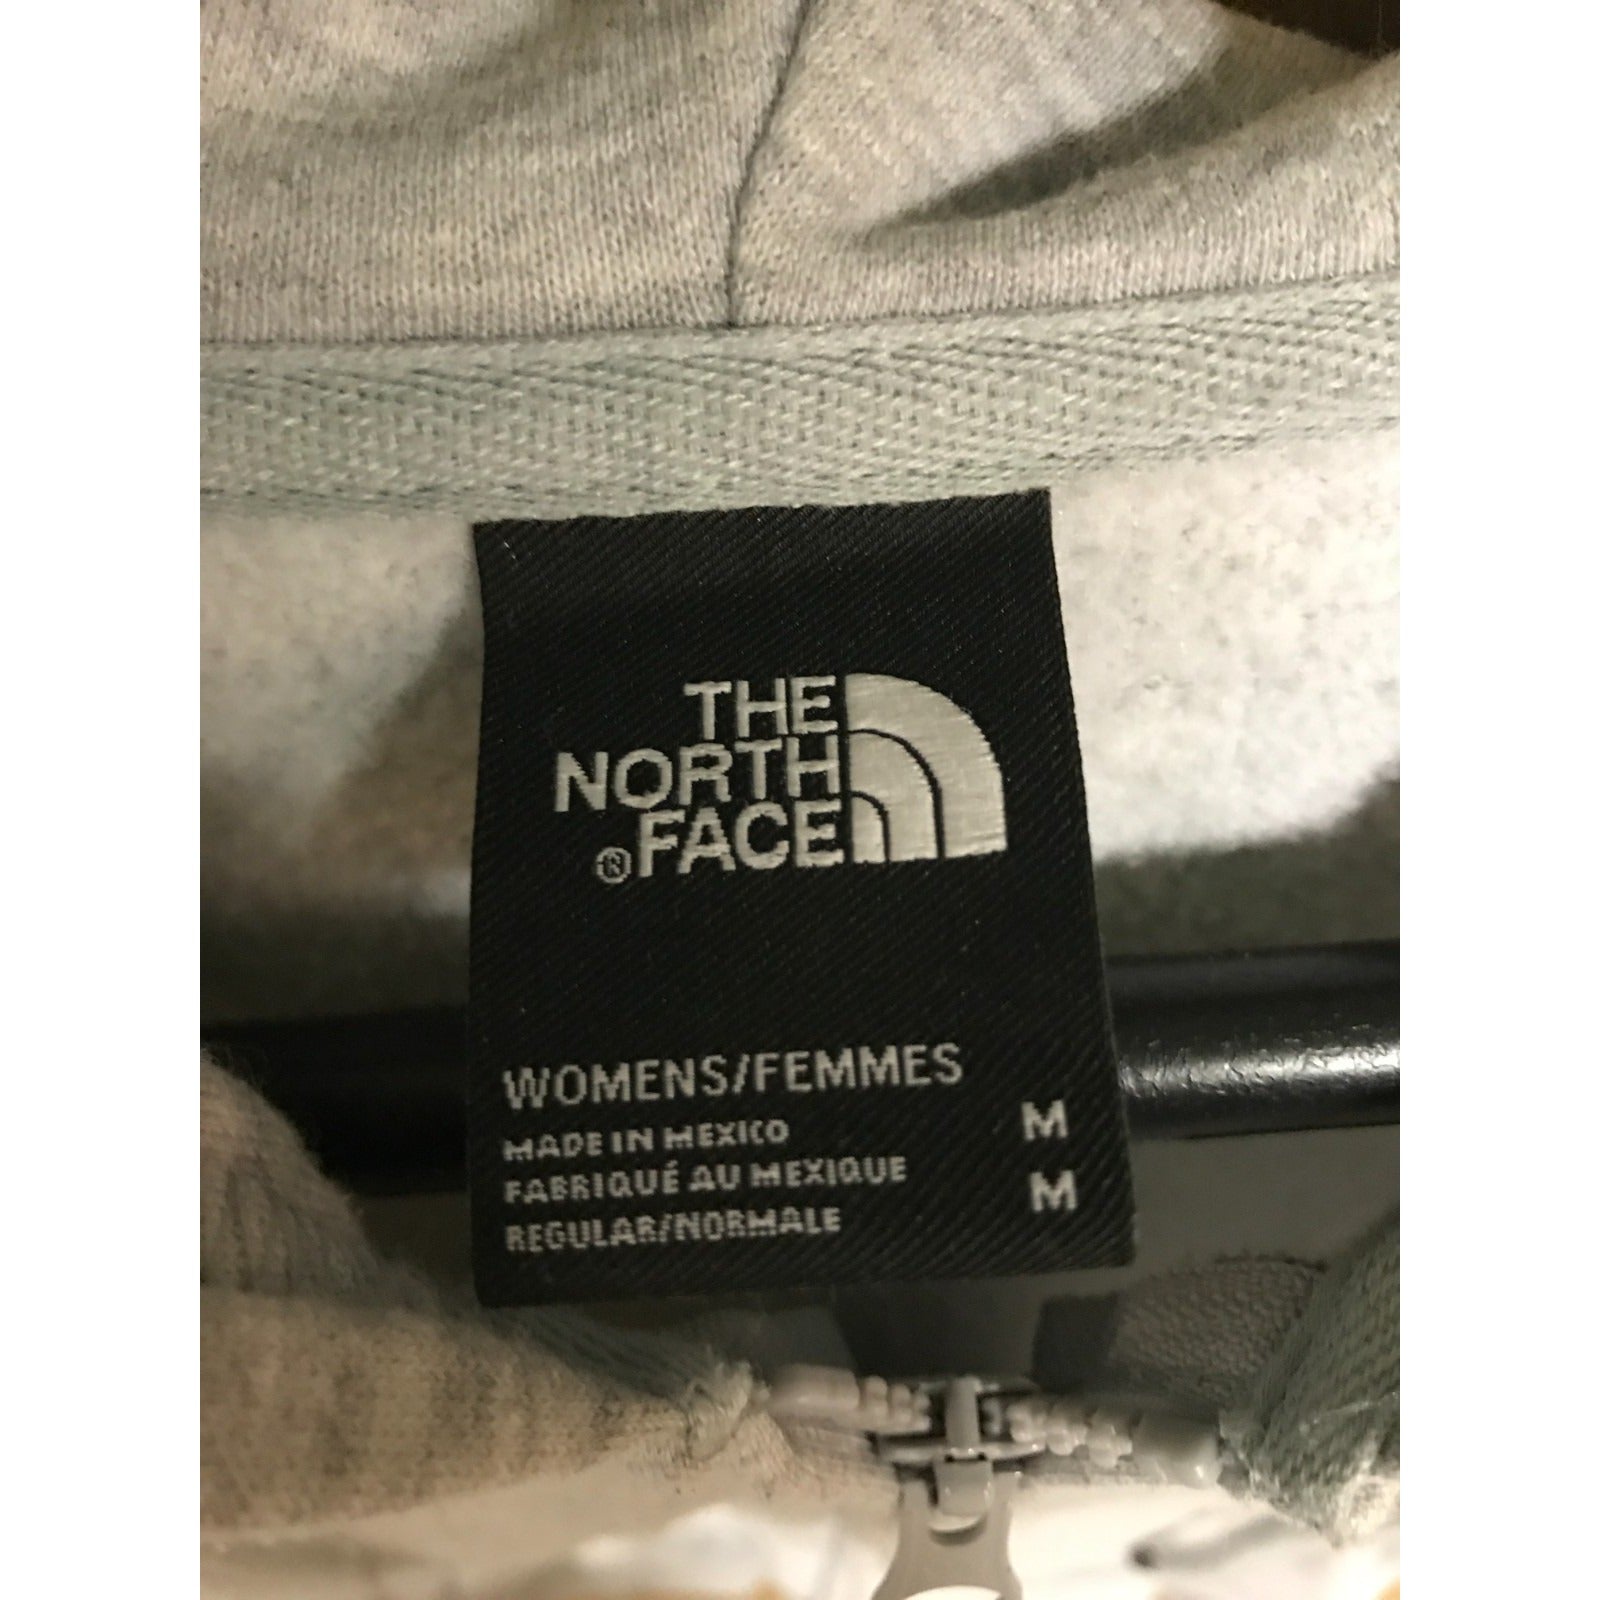 THE
NORTH
®FACE
WOMENS/FEMMES
MADE IN MEXICO M
FABRIQUÉ AU MEXIQUE M
REGULAR/NORMALE